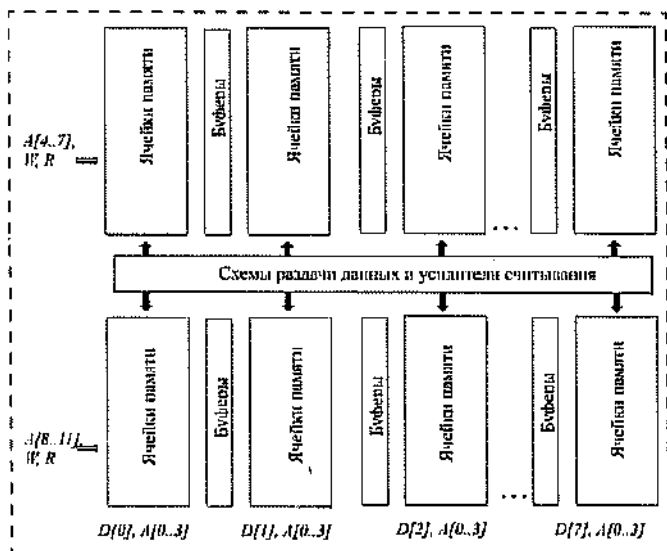 Ячейки памяти
Буферы
Ячейки памяти
Буферы
Ячейки памяти
...
Буферы
Ячейки памяти
A[4..7],
W, R
Схемы раздачи данных и усилители считывания
Ячейки памяти
Буферы
Ячейки памяти
Буферы
Ячейки памяти
...
Буферы
Ячейки памяти
A[8..11],
W, R
D[0], A[0..3]
D[1], A[0..3]
D[2], A[0..3]
D[7], A[0..3]